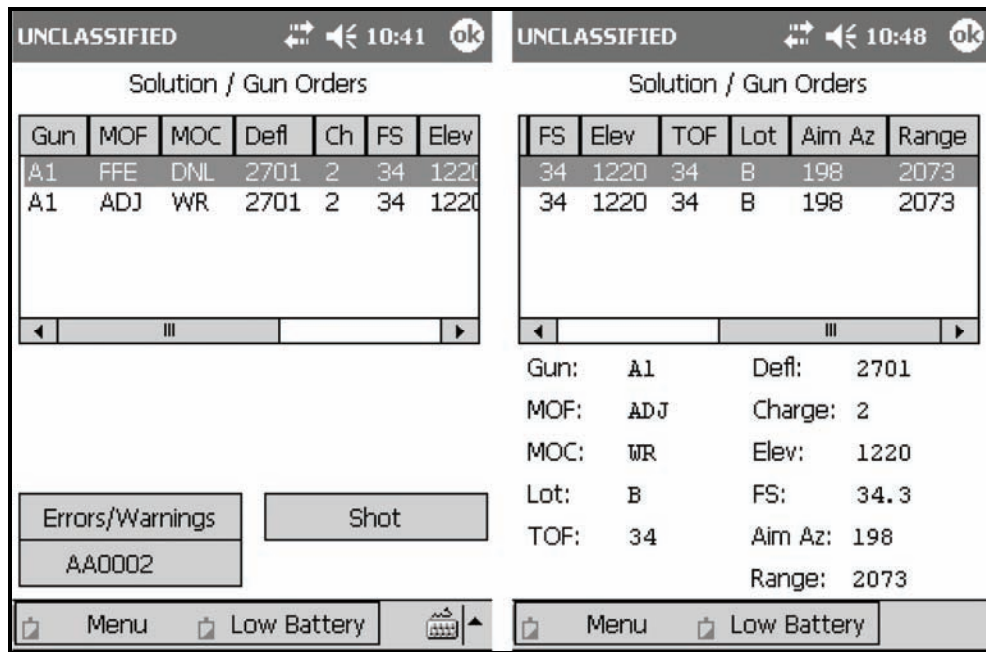 UNCLASSIFIED 10:41 ok
Solution / Gun Orders
Gun MOF MOC Defl Ch FS Elev
A1 FFE DNL 2701 2 34 1220
A1 ADJ WR 2701 2 34 1220
Errors/Warnings
Shot
AA0002
Menu Low Battery
UNCLASSIFIED 10:48 ok
Solution / Gun Orders
FS Elev TOF Lot Aim Az Range
34 1220 34 B 198 2073
34 1220 34 B 198 2073
Gun: A1 Defl: 2701
MOF: ADJ Charge: 2
MOC: WR Elev: 1220
Lot: B FS: 34.3
TOF: 34 Aim Az: 198
Range: 2073
Menu Low Battery